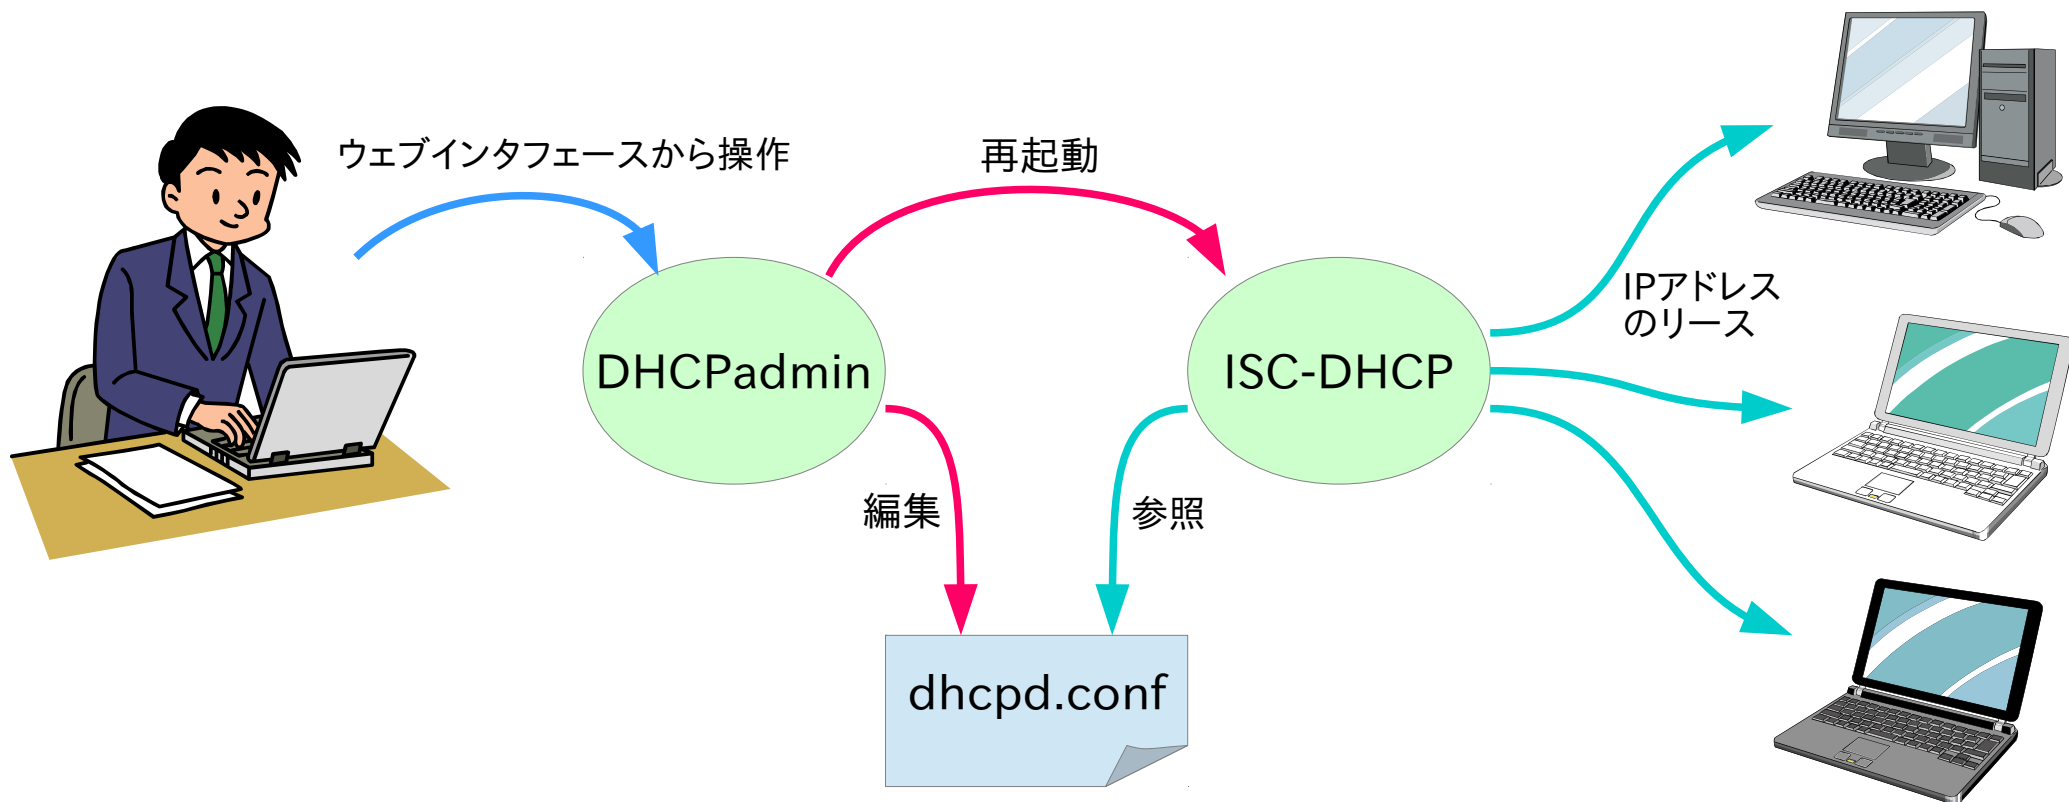 ウェブインタフェースから操作
再起動
IPアドレス
のリース
DHCPadmin
ISC-DHCP
編集
参照
dhcpd.conf